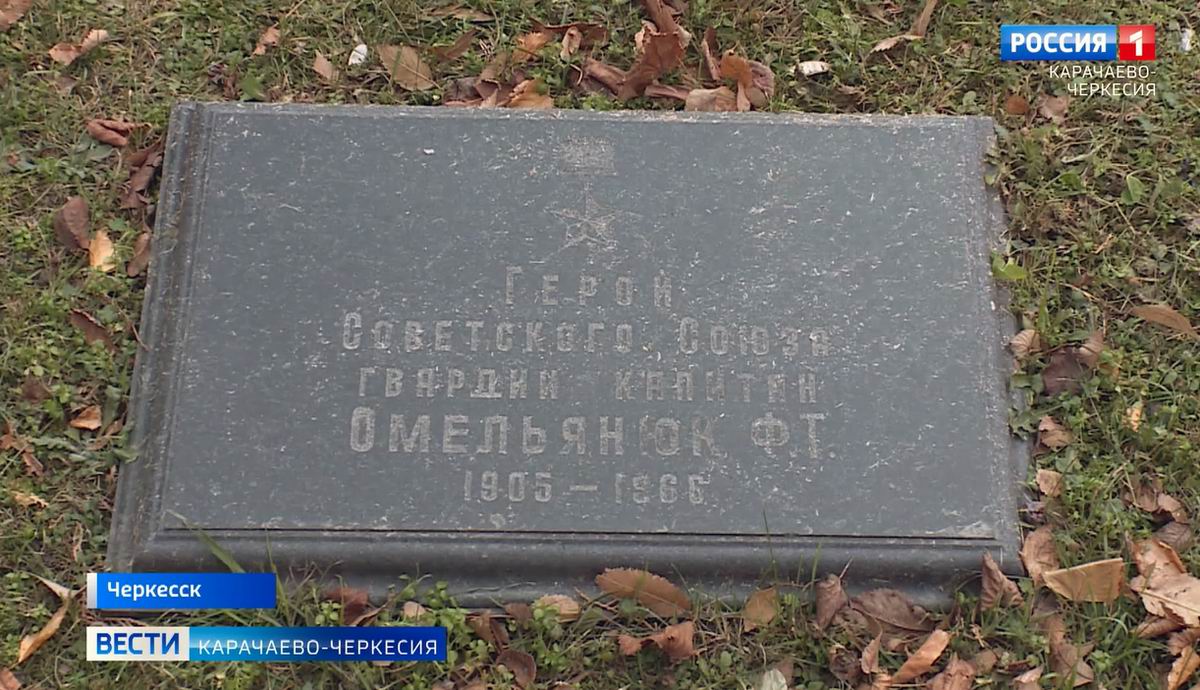 РОССИЯ 1
КАРАЧАЕВО-
ЧЕРКЕСИЯ
ГЕРОЙ
СОВЕТСКОГО СОЮЗА
ГВАРДИИ КАПИТАН
ОМЕЛЬЯНЮК Ф.Т.
1905 – 1966
Черкесск
ВЕСТИ КАРАЧАЕВО-ЧЕРКЕСИЯ